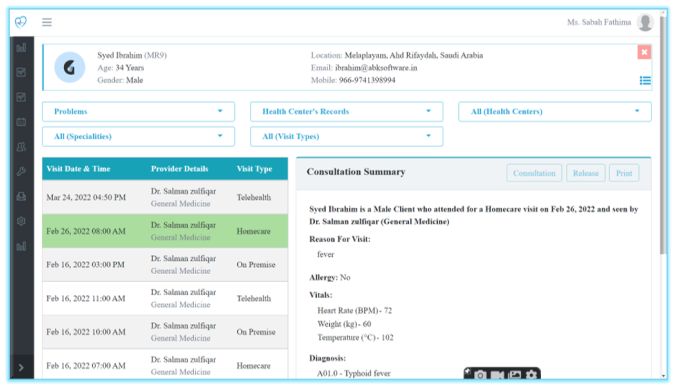 Ms. Sabah Fathima
Syed Ibrahim (MR9)
Age: 34 Years
Gender: Male
Location: Melaplayam, Ahd Rifaydah, Saudi Arabia
Email: ibrahim@abksoftware.in
Mobile: 966-9741398994
Problems
Health Center's Records
All (Health Centers)
All (Specialities)
All (Visit Types)
Visit Date & Time Provider Details Visit Type
Mar 24, 2022 04:50 PM Dr. Salman zulfiqar General Medicine Telehealth
Feb 26, 2022 08:00 AM Dr. Salman zulfiqar General Medicine Homecare
Feb 16, 2022 03:00 PM Dr. Salman zulfiqar General Medicine On Premise
Feb 16, 2022 11:00 AM Dr. Salman zulfiqar General Medicine Telehealth
Feb 16, 2022 10:00 AM Dr. Salman zulfiqar General Medicine On Premise
Feb 16, 2022 07:00 AM Dr. Salman zulfiqar General Medicine Homecare
Consultation Summary
Consultation Release Print
Syed Ibrahim is a Male Client who attended for a Homecare visit on Feb 26, 2022 and seen by
Dr. Salman zulfiqar (General Medicine)
Reason For Visit:
fever
Allergy: No
Vitals:
Heart Rate (BPM)- 72
Weight (kg)- 60
Temperature (°C)- 102
Diagnosis:
A01.0 - Typhoid fever